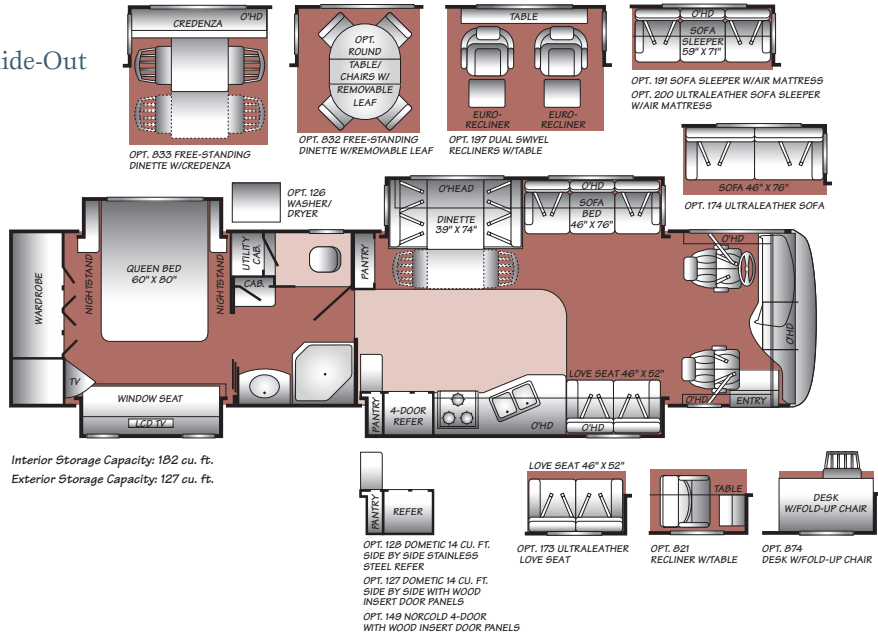 ide-Out
CREDENZA
O'HD
OPT. 833 FREE-STANDING
DINETTE W/CREDENZA
OPT.
ROUND
TABLE/
CHAIRS W/
REMOVABLE
LEAF
OPT. 832 FREE-STANDING
DINETTE W/REMOVABLE LEAF
TABLE
EURO-
RECLINER
EURO-
RECLINER
OPT. 197 DUAL SWIVEL
RECLINERS W/TABLE
O'HD
SOFA
SLEEPER
59" X 71"
OPT. 191 SOFA SLEEPER W/AIR MATTRESS
OPT. 200 ULTRALEATHER SOFA SLEEPER
W/AIR MATTRESS
SOFA 46" X 76"
OPT. 174 ULTRALEATHER SOFA
OPT. 126
WASHER/
DRYER
WARDROBE
NIGHTSTAND
QUEEN BED
60" X 80"
NIGHTSTAND
UTILITY
CAB.
CAB.
PANTRY
O'HEAD
DINETTE
39" X 74"
O'HD
SOFA
BED
46" X 76"
O'HD
O'HD
TV
WINDOW SEAT
LCD TV
PANTRY
4-DOOR
REFER
O'HD
LOVE SEAT 46" X 52"
O'HD
O'HD
ENTRY
Interior Storage Capacity: 182 cu. ft.
Exterior Storage Capacity: 127 cu. ft.
PANTRY
REFER
OPT. 128 DOMETIC 14 CU. FT.
SIDE BY SIDE STAINLESS
STEEL REFER
OPT. 127 DOMETIC 14 CU. FT.
SIDE BY SIDE WITH WOOD
INSERT DOOR PANELS
OPT. 149 NORCOLD 4-DOOR
WITH WOOD INSERT DOOR PANELS
LOVE SEAT 46" X 52"
OPT. 173 ULTRALEATHER
LOVE SEAT
TABLE
OPT. 821
RECLINER W/TABLE
DESK
W/FOLD-UP CHAIR
OPT. 874
DESK W/FOLD-UP CHAIR